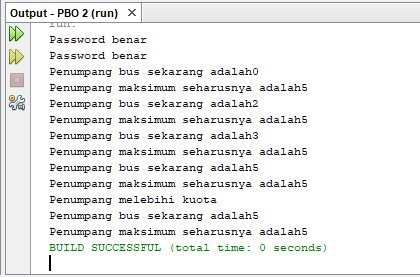 Output - PBO 2 (run)
run:
Password benar
Password benar
Penumpang bus sekarang adalah0
Penumpang maksimum seharusnya adalah5
Penumpang bus sekarang adalah2
Penumpang maksimum seharusnya adalah5
Penumpang bus sekarang adalah3
Penumpang maksimum seharusnya adalah5
Penumpang bus sekarang adalah5
Penumpang maksimum seharusnya adalah5
Penumpang melebihi kuota
Penumpang bus sekarang adalah5
Penumpang maksimum seharusnya adalah5
BUILD SUCCESSFUL (total time: 0 seconds)